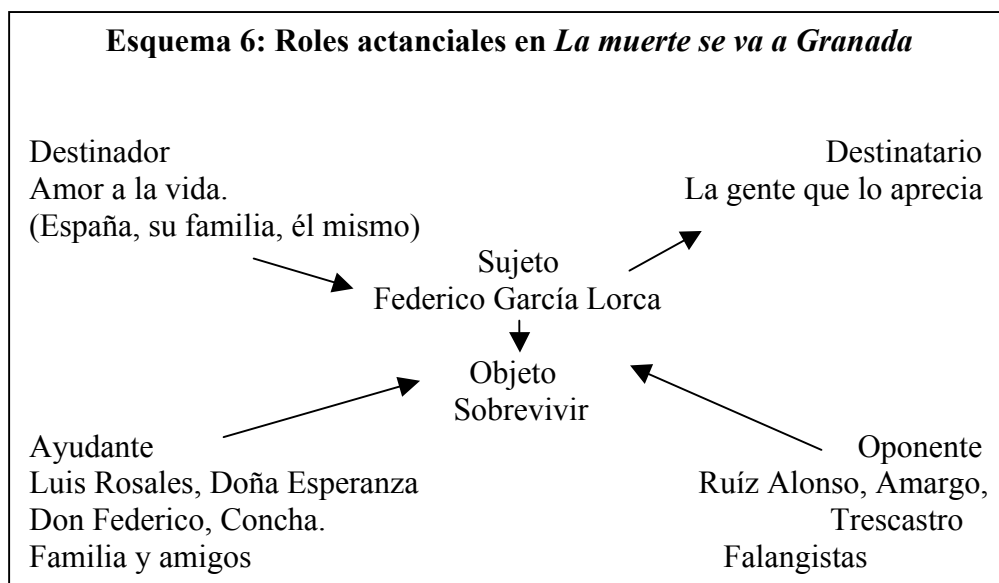 Esquema 6: Roles actanciales en La muerte se va a Granada
Destinador
Amor a la vida.
(España, su familia, él mismo)
Destinatario
La gente que lo aprecia
Sujeto
Federico García Lorca
Objeto
Sobrevivir
Ayudante
Luis Rosales, Doña Esperanza
Don Federico, Concha.
Familia y amigos
Oponente
Ruíz Alonso, Amargo,
Trescastro
Falangistas